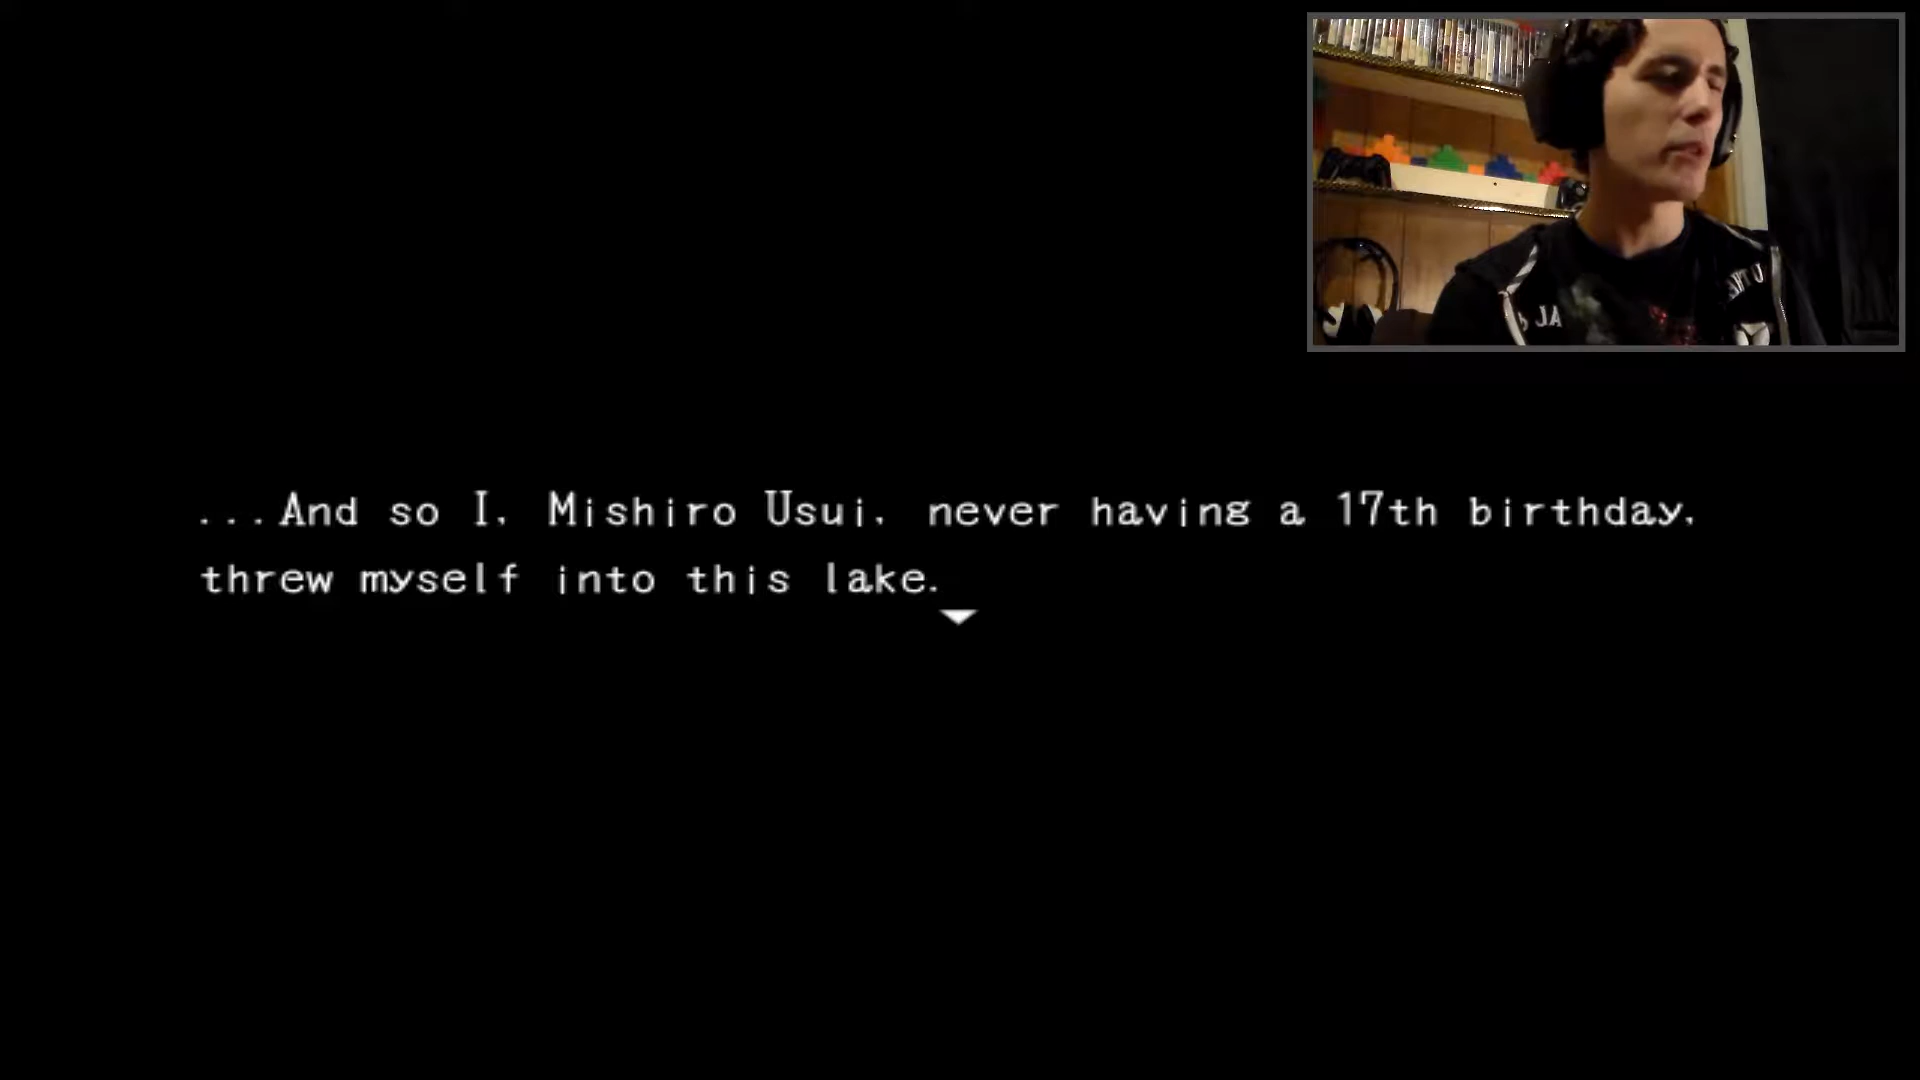 ...And so I, Mishiro Usui, never having a 17th birthday,
threw myself into this lake.